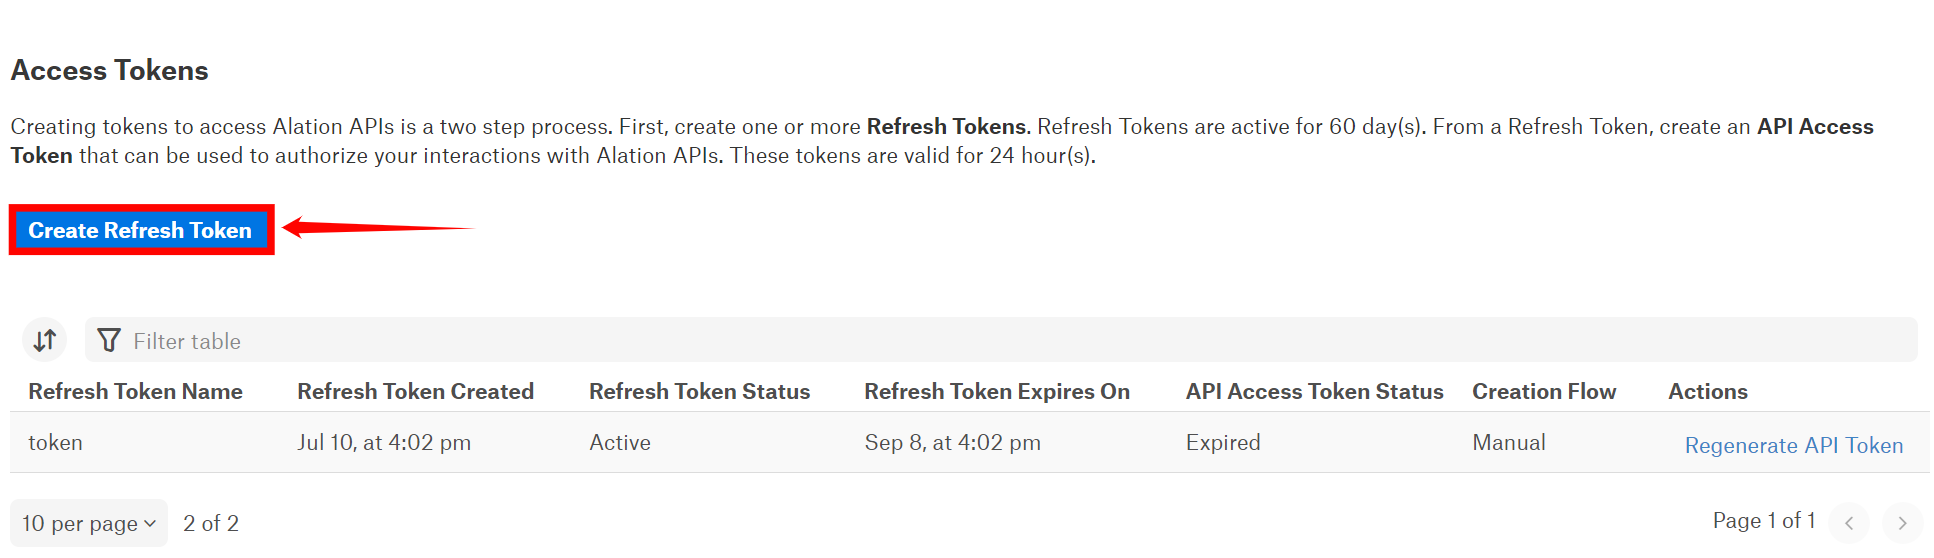 Access Tokens
Creating tokens to access Alation APIs is a two step process. First, create one or more Refresh Tokens. Refresh Tokens are active for 60 day(s). From a Refresh Token, create an API Access
Token that can be used to authorize your interactions with Alation APIs. These tokens are valid for 24 hour(s).
Create Refresh Token
Filter table
Refresh Token Name Refresh Token Created Refresh Token Status Refresh Token Expires On API Access Token Status Creation Flow Actions
token Jul 10, at 4:02 pm Active Sep 8, at 4:02 pm Expired Manual Regenerate API Token
10 per page 2 of 2 Page 1 of 1